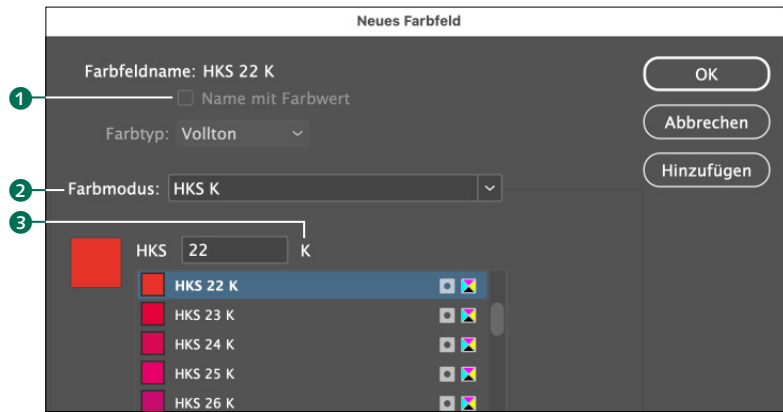 Neues Farbfeld
Farbfeldname: HKS 22 K
OK
1
Name mit Farbwert
Farbtyp: Vollton
Abbrechen
Hinzufügen
2 Farbmodus: HKS K
3
HKS 22 K
HKS 22 K
HKS 23 K
HKS 24 K
HKS 25 K
HKS 26 K